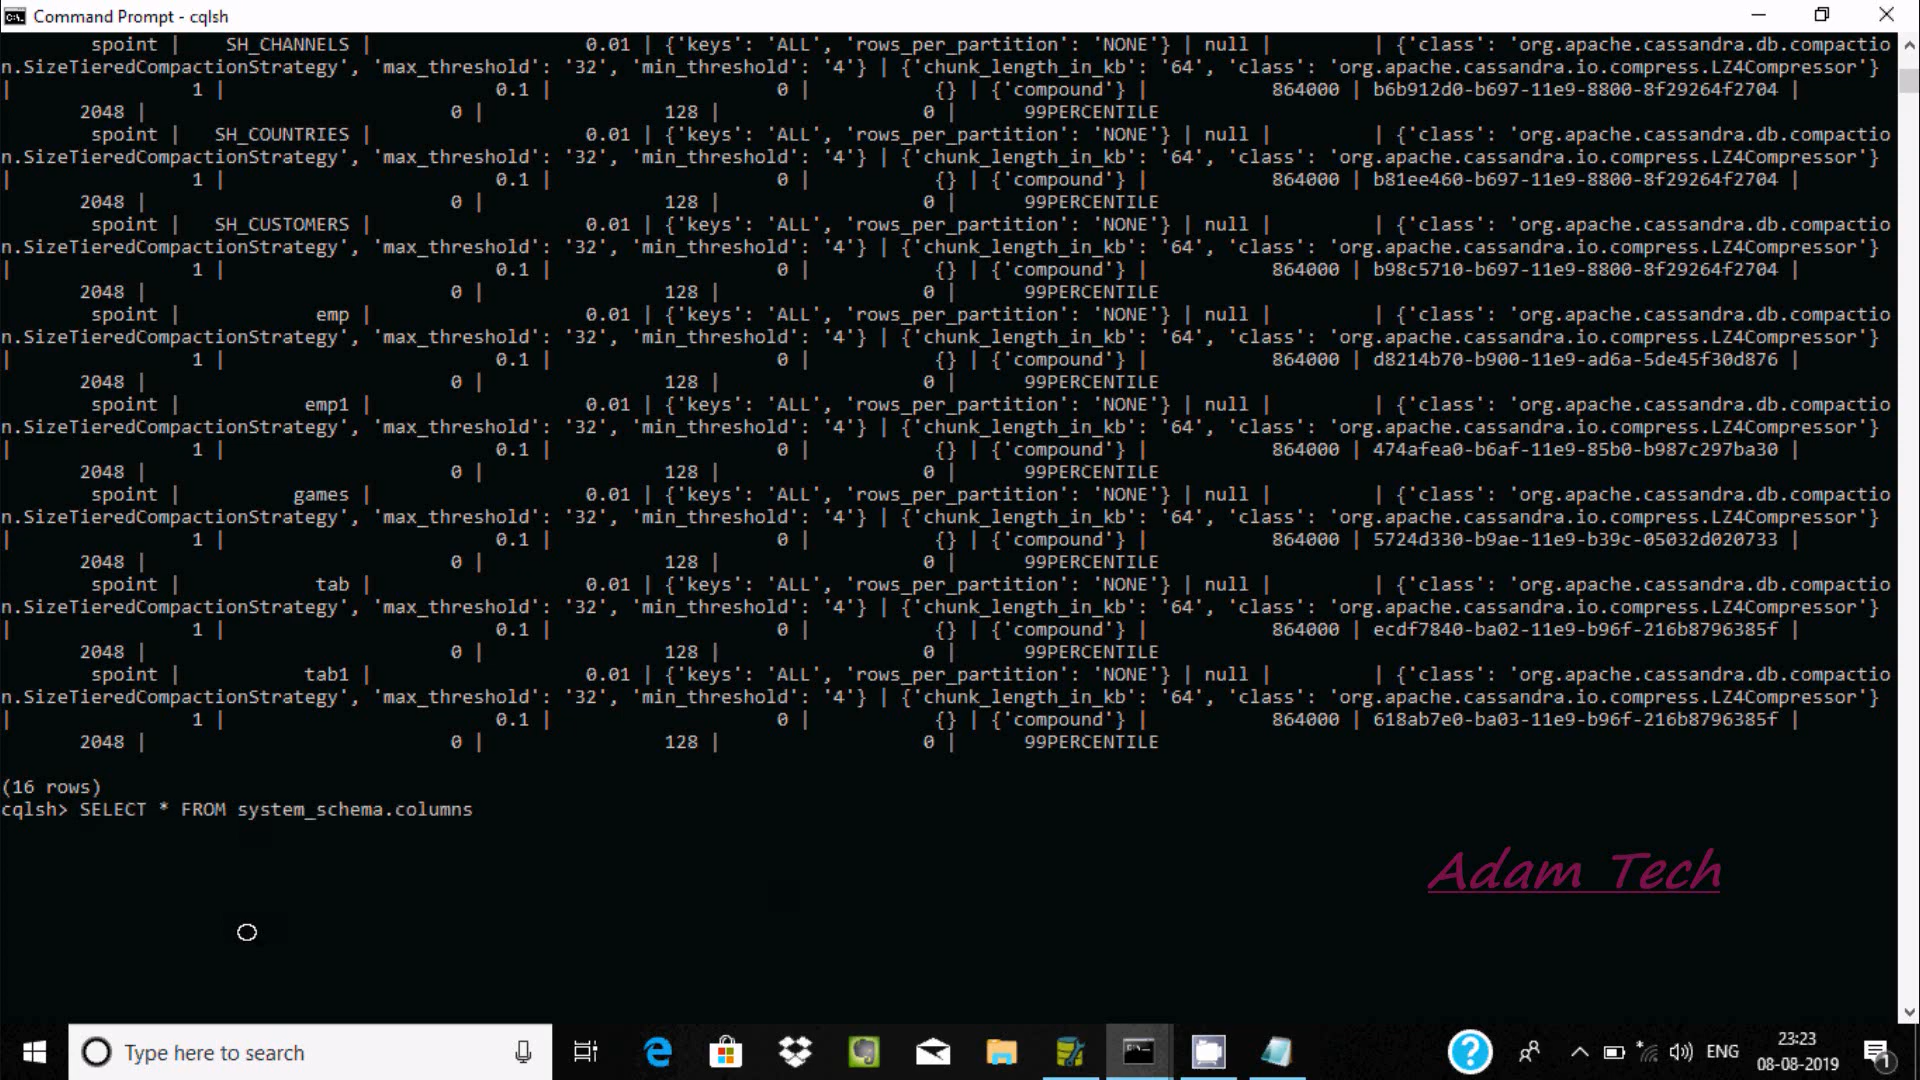 Command Prompt - cqlsh
spoint | SH_CHANNELS | 0.01 | {'keys': 'ALL', 'rows_per_partition': 'NONE'} | null | | {'class': 'org.apache.cassandra.db.compactio
n.SizeTieredCompactionStrategy', 'max_threshold': '32', 'min_threshold': '4'} | {'chunk_length_in_kb': '64', 'class': 'org.apache.cassandra.io.compress.LZ4Compressor'}
| 1 | 0.1 | 0 | {} | {'compound'} | 864000 | b6b912d0-b697-11e9-8800-8f29264f2704 |
2048 | 0 | 128 | 0 | 99PERCENTILE
spoint | SH_COUNTRIES | 0.01 | {'keys': 'ALL', 'rows_per_partition': 'NONE'} | null | | {'class': 'org.apache.cassandra.db.compactio
n.SizeTieredCompactionStrategy', 'max_threshold': '32', 'min_threshold': '4'} | {'chunk_length_in_kb': '64', 'class': 'org.apache.cassandra.io.compress.LZ4Compressor'}
| 1 | 0.1 | 0 | {} | {'compound'} | 864000 | b81ee460-b697-11e9-8800-8f29264f2704 |
2048 | 0 | 128 | 0 | 99PERCENTILE
spoint | SH_CUSTOMERS | 0.01 | {'keys': 'ALL', 'rows_per_partition': 'NONE'} | null | | {'class': 'org.apache.cassandra.db.compactio
n.SizeTieredCompactionStrategy', 'max_threshold': '32', 'min_threshold': '4'} | {'chunk_length_in_kb': '64', 'class': 'org.apache.cassandra.io.compress.LZ4Compressor'}
| 1 | 0.1 | 0 | {} | {'compound'} | 864000 | b98c5710-b697-11e9-8800-8f29264f2704 |
2048 | 0 | 128 | 0 | 99PERCENTILE
spoint | emp | 0.01 | {'keys': 'ALL', 'rows_per_partition': 'NONE'} | null | | {'class': 'org.apache.cassandra.db.compactio
n.SizeTieredCompactionStrategy', 'max_threshold': '32', 'min_threshold': '4'} | {'chunk_length_in_kb': '64', 'class': 'org.apache.cassandra.io.compress.LZ4Compressor'}
| 1 | 0.1 | 0 | {} | {'compound'} | 864000 | d8214b70-b900-11e9-ad6a-5de45f30d876 |
2048 | 0 | 128 | 0 | 99PERCENTILE
spoint | emp1 | 0.01 | {'keys': 'ALL', 'rows_per_partition': 'NONE'} | null | | {'class': 'org.apache.cassandra.db.compactio
n.SizeTieredCompactionStrategy', 'max_threshold': '32', 'min_threshold': '4'} | {'chunk_length_in_kb': '64', 'class': 'org.apache.cassandra.io.compress.LZ4Compressor'}
| 1 | 0.1 | 0 | {} | {'compound'} | 864000 | 474afea0-b6af-11e9-85b0-b987c297ba30 |
2048 | 0 | 128 | 0 | 99PERCENTILE
spoint | games | 0.01 | {'keys': 'ALL', 'rows_per_partition': 'NONE'} | null | | {'class': 'org.apache.cassandra.db.compactio
n.SizeTieredCompactionStrategy', 'max_threshold': '32', 'min_threshold': '4'} | {'chunk_length_in_kb': '64', 'class': 'org.apache.cassandra.io.compress.LZ4Compressor'}
| 1 | 0.1 | 0 | {} | {'compound'} | 864000 | 5724d330-b9ae-11e9-b39c-05032d020733 |
2048 | 0 | 128 | 0 | 99PERCENTILE
spoint | tab | 0.01 | {'keys': 'ALL', 'rows_per_partition': 'NONE'} | null | | {'class': 'org.apache.cassandra.db.compactio
n.SizeTieredCompactionStrategy', 'max_threshold': '32', 'min_threshold': '4'} | {'chunk_length_in_kb': '64', 'class': 'org.apache.cassandra.io.compress.LZ4Compressor'}
| 1 | 0.1 | 0 | {} | {'compound'} | 864000 | ecdf7840-ba02-11e9-b96f-216b8796385f |
2048 | 0 | 128 | 0 | 99PERCENTILE
spoint | tab1 | 0.01 | {'keys': 'ALL', 'rows_per_partition': 'NONE'} | null | | {'class': 'org.apache.cassandra.db.compactio
n.SizeTieredCompactionStrategy', 'max_threshold': '32', 'min_threshold': '4'} | {'chunk_length_in_kb': '64', 'class': 'org.apache.cassandra.io.compress.LZ4Compressor'}
| 1 | 0.1 | 0 | {} | {'compound'} | 864000 | 618ab7e0-ba03-11e9-b96f-216b8796385f |
2048 | 0 | 128 | 0 | 99PERCENTILE
(16 rows)
cqlsh> SELECT * FROM system_schema.columns
Adam Tech
Type here to search
ENG
23:23
08-08-2019
1